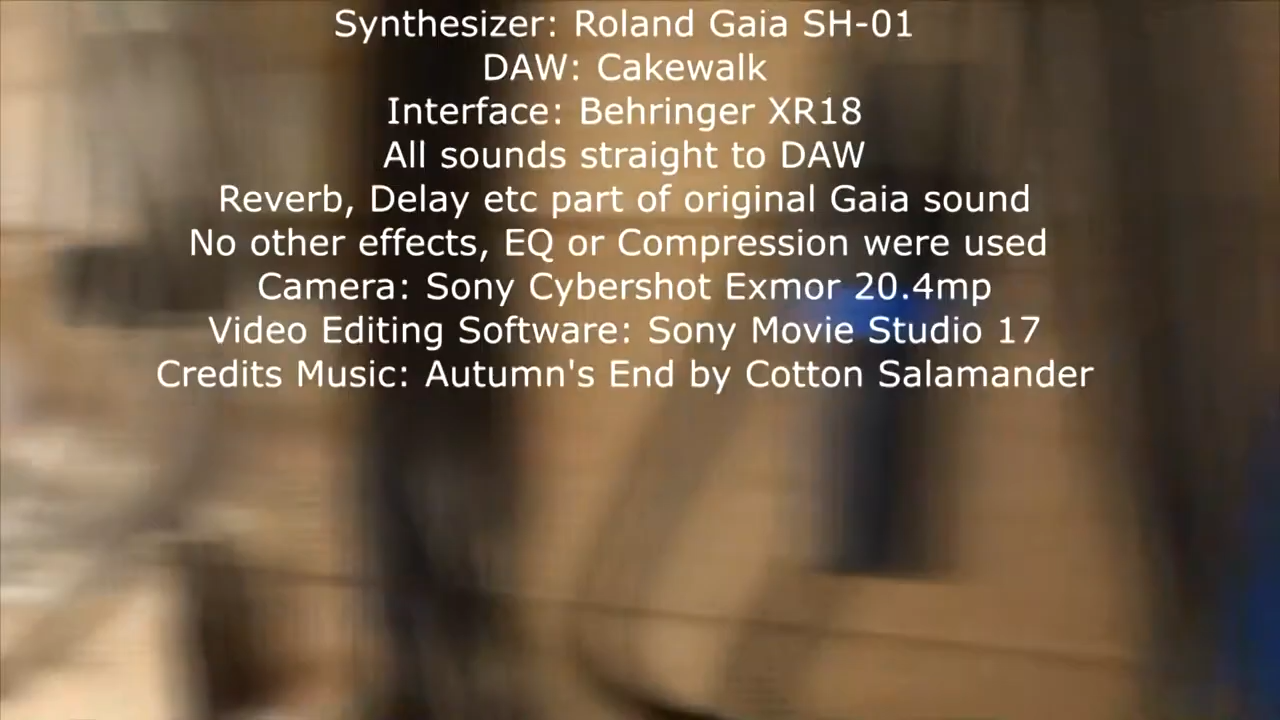 Synthesizer: Roland Gaia SH-01
DAW: Cakewalk
Interface: Behringer XR18
All sounds straight to DAW
Reverb, Delay etc part of original Gaia sound
No other effects, EQ or Compression were used
Camera: Sony Cybershot Exmor 20.4mp
Video Editing Software: Sony Movie Studio 17
Credits Music: Autumn's End by Cotton Salamander